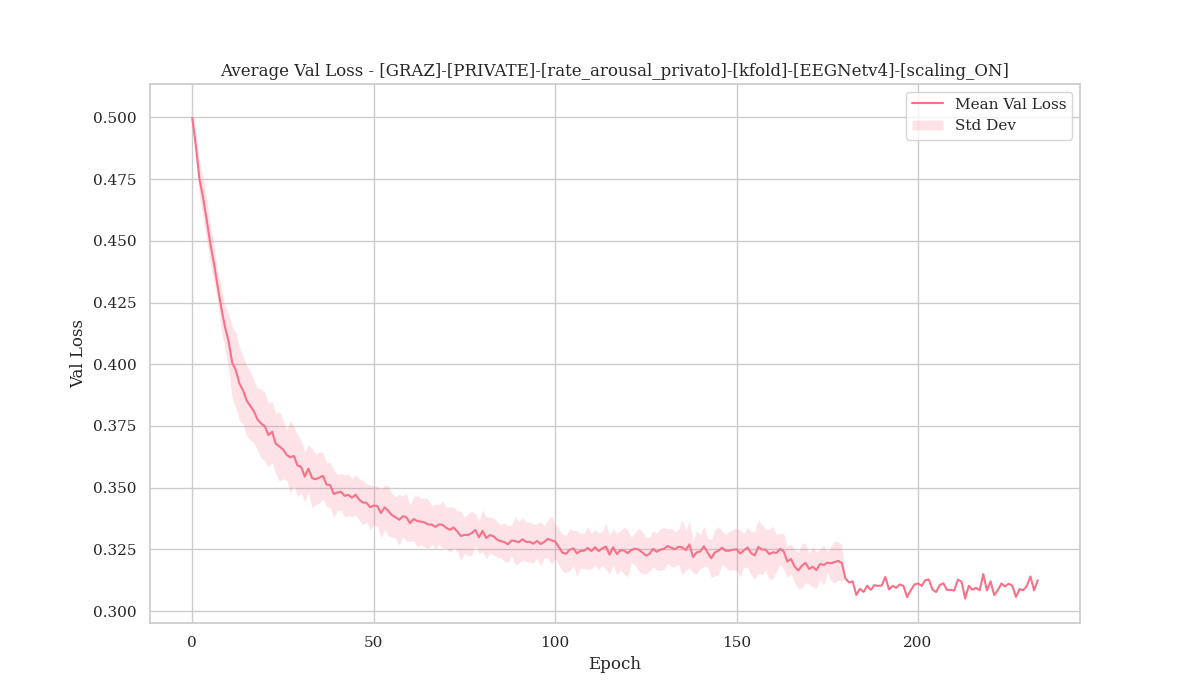 Average Val Loss - [GRAZ]-[PRIVATE]-[rate_arousal_privato]-[kfold]-[EEGNetv4]-[scaling_ON]
Mean Val Loss
Std Dev
0.500
0.475
0.450
0.425
0.400
0.375
0.350
0.325
0.300
Val Loss
0 50 100 150 200
Epoch